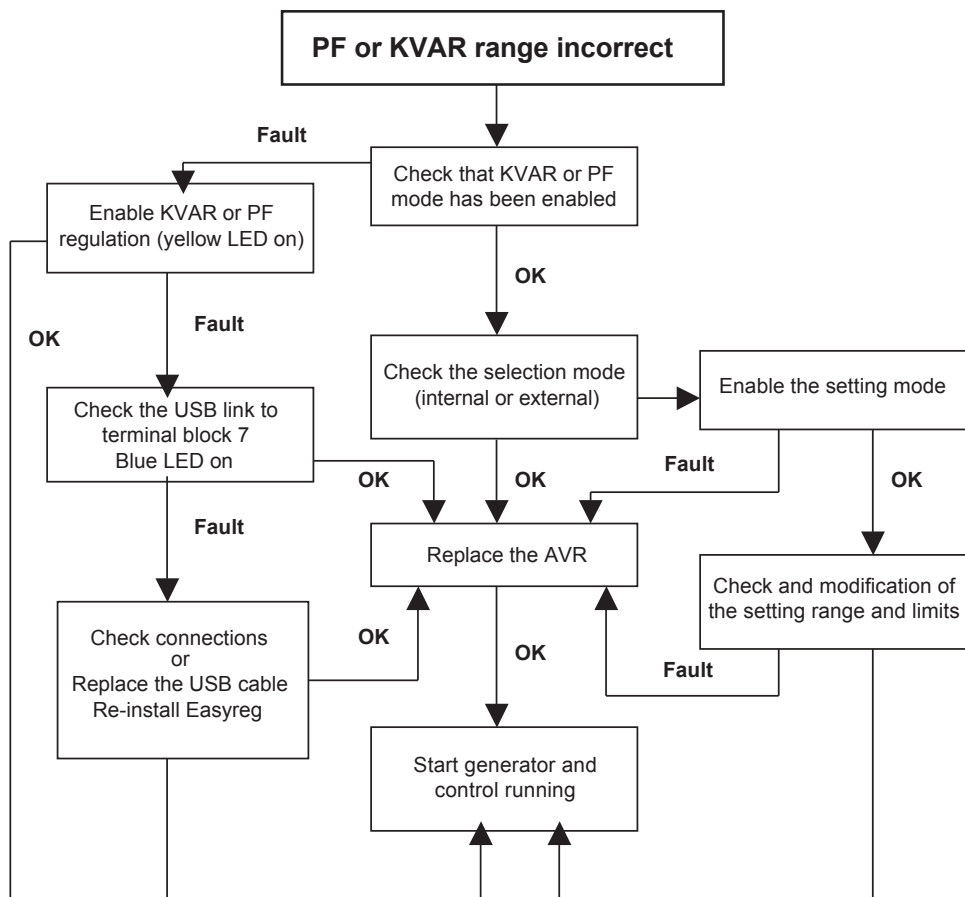 PF or KVAR range incorrect
Fault
Check that KVAR or PF
mode has been enabled
Enable KVAR or PF
regulation (yellow LED on)
OK
Fault
OK
Check the selection mode
(internal or external)
Enable the setting mode
Check the USB link to
terminal block 7
Blue LED on
OK
OK
Fault
OK
Fault
Replace the AVR
Check and modification of
the setting range and limits
Check connections
or
Replace the USB cable
Re-install Easyreg
OK
OK
Fault
Start generator and
control running